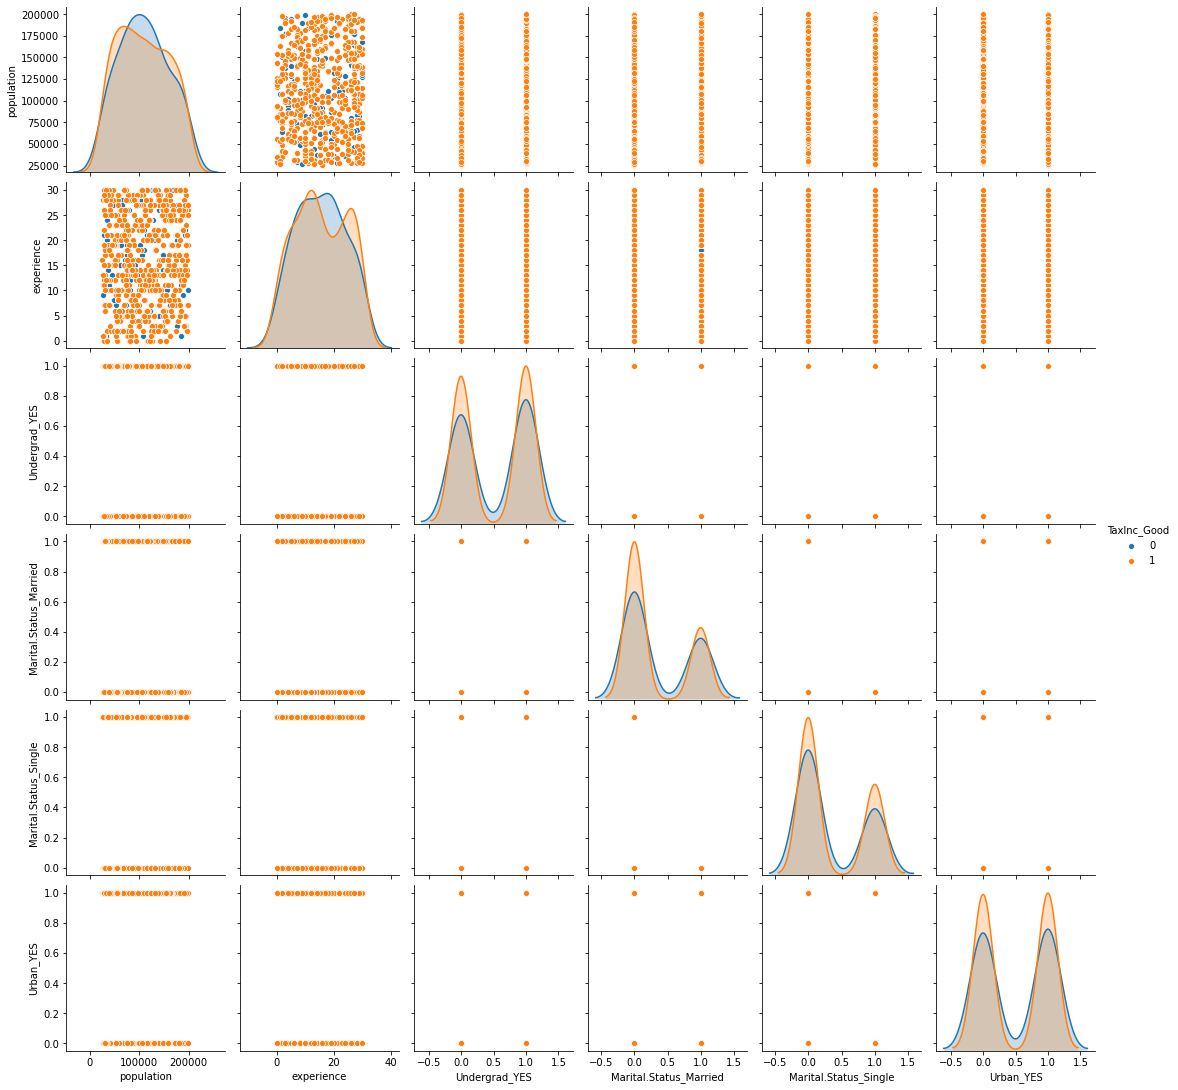 200000
175000
150000
125000
100000
75000
50000
25000
population
30
25
20
15
10
5
0
experience
1.0
0.8
0.6
0.4
0.2
0.0
Undergrad_YES
TaxInc_Good
0
1
1.0
0.8
0.6
0.4
0.2
0.0
Marital.Status_Married
1.0
0.8
0.6
0.4
0.2
0.0
Marital.Status_Single
1.0
0.8
0.6
0.4
0.2
0.0
Urban_YES
0 100000 200000
0 20 40
−0.5 0.0 0.5 1.0 1.5
−0.5 0.0 0.5 1.0 1.5
−0.5 0.0 0.5 1.0 1.5
−0.5 0.0 0.5 1.0 1.5
population experience Undergrad_YES Marital.Status_Married Marital.Status_Single Urban_YES